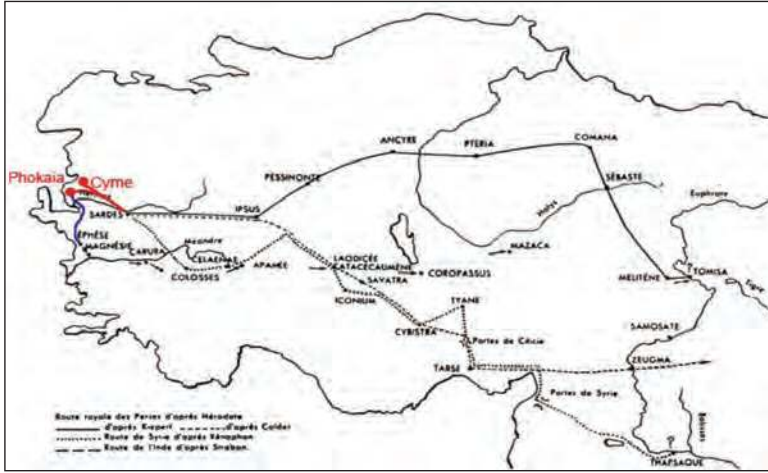 ANCYRE
PTERIA
COMANA
PESSINONTE
SÉBASTE
Euphrate
Phokaia
Cyme
Halys
SARDES
IPSUS
MAZACA
ÉPHÈSE
MAGNÉSIE
Méandre
CARURA
CELAENAE
APAMÉE
COLOSSES
LAODICÉE
CATACECAUMÈNE
COROPASSUS
SAVATRA
ICONIUM
MELITÈNE
TOMISA
Tigre
TYANE
CYBISTRA
Portes de Cilicie
SAMOSATE
TARSE
ZEUGMA
Portes de Syrie
THAPSAQUE
?
Route royale des Perses d'après Hérodote
d'après Kiepert
d'après Calder
Route de Syrie d'après Xénophon
Route de l'Inde d'après Strabon.